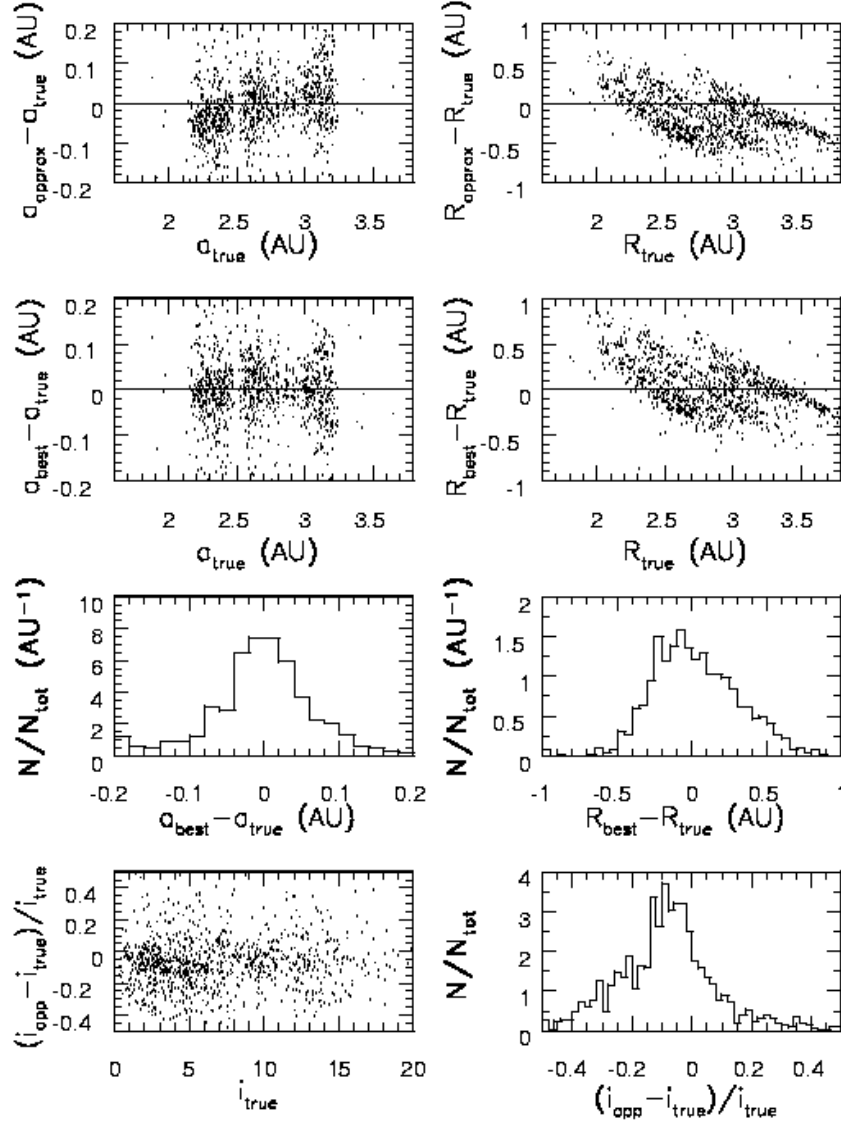 0.2
0.1
0
-0.1
-0.2
a_approx − a_true (AU)
2 2.5 3 3.5
a_true (AU)
1
0.5
0
-0.5
-1
R_approx − R_true (AU)
2 2.5 3 3.5
R_true (AU)
0.2
0.1
0
-0.1
-0.2
a_best − a_true (AU)
2 2.5 3 3.5
a_true (AU)
1
0.5
0
-0.5
-1
R_best − R_true (AU)
2 2.5 3 3.5
R_true (AU)
10
8
6
4
2
0
N/N_tot (AU⁻¹)
-0.2 -0.1 0 0.1 0.2
a_best − a_true (AU)
2
1.5
1
0.5
0
N/N_tot (AU⁻¹)
-1 -0.5 0 0.5 1
R_best − R_true (AU)
0.4
0.2
0
-0.2
-0.4
(i_app − i_true)/i_true
0 5 10 15 20
i_true
4
3
2
1
0
N/N_tot
-0.4 -0.2 0 0.2 0.4
(i_app − i_true)/i_true